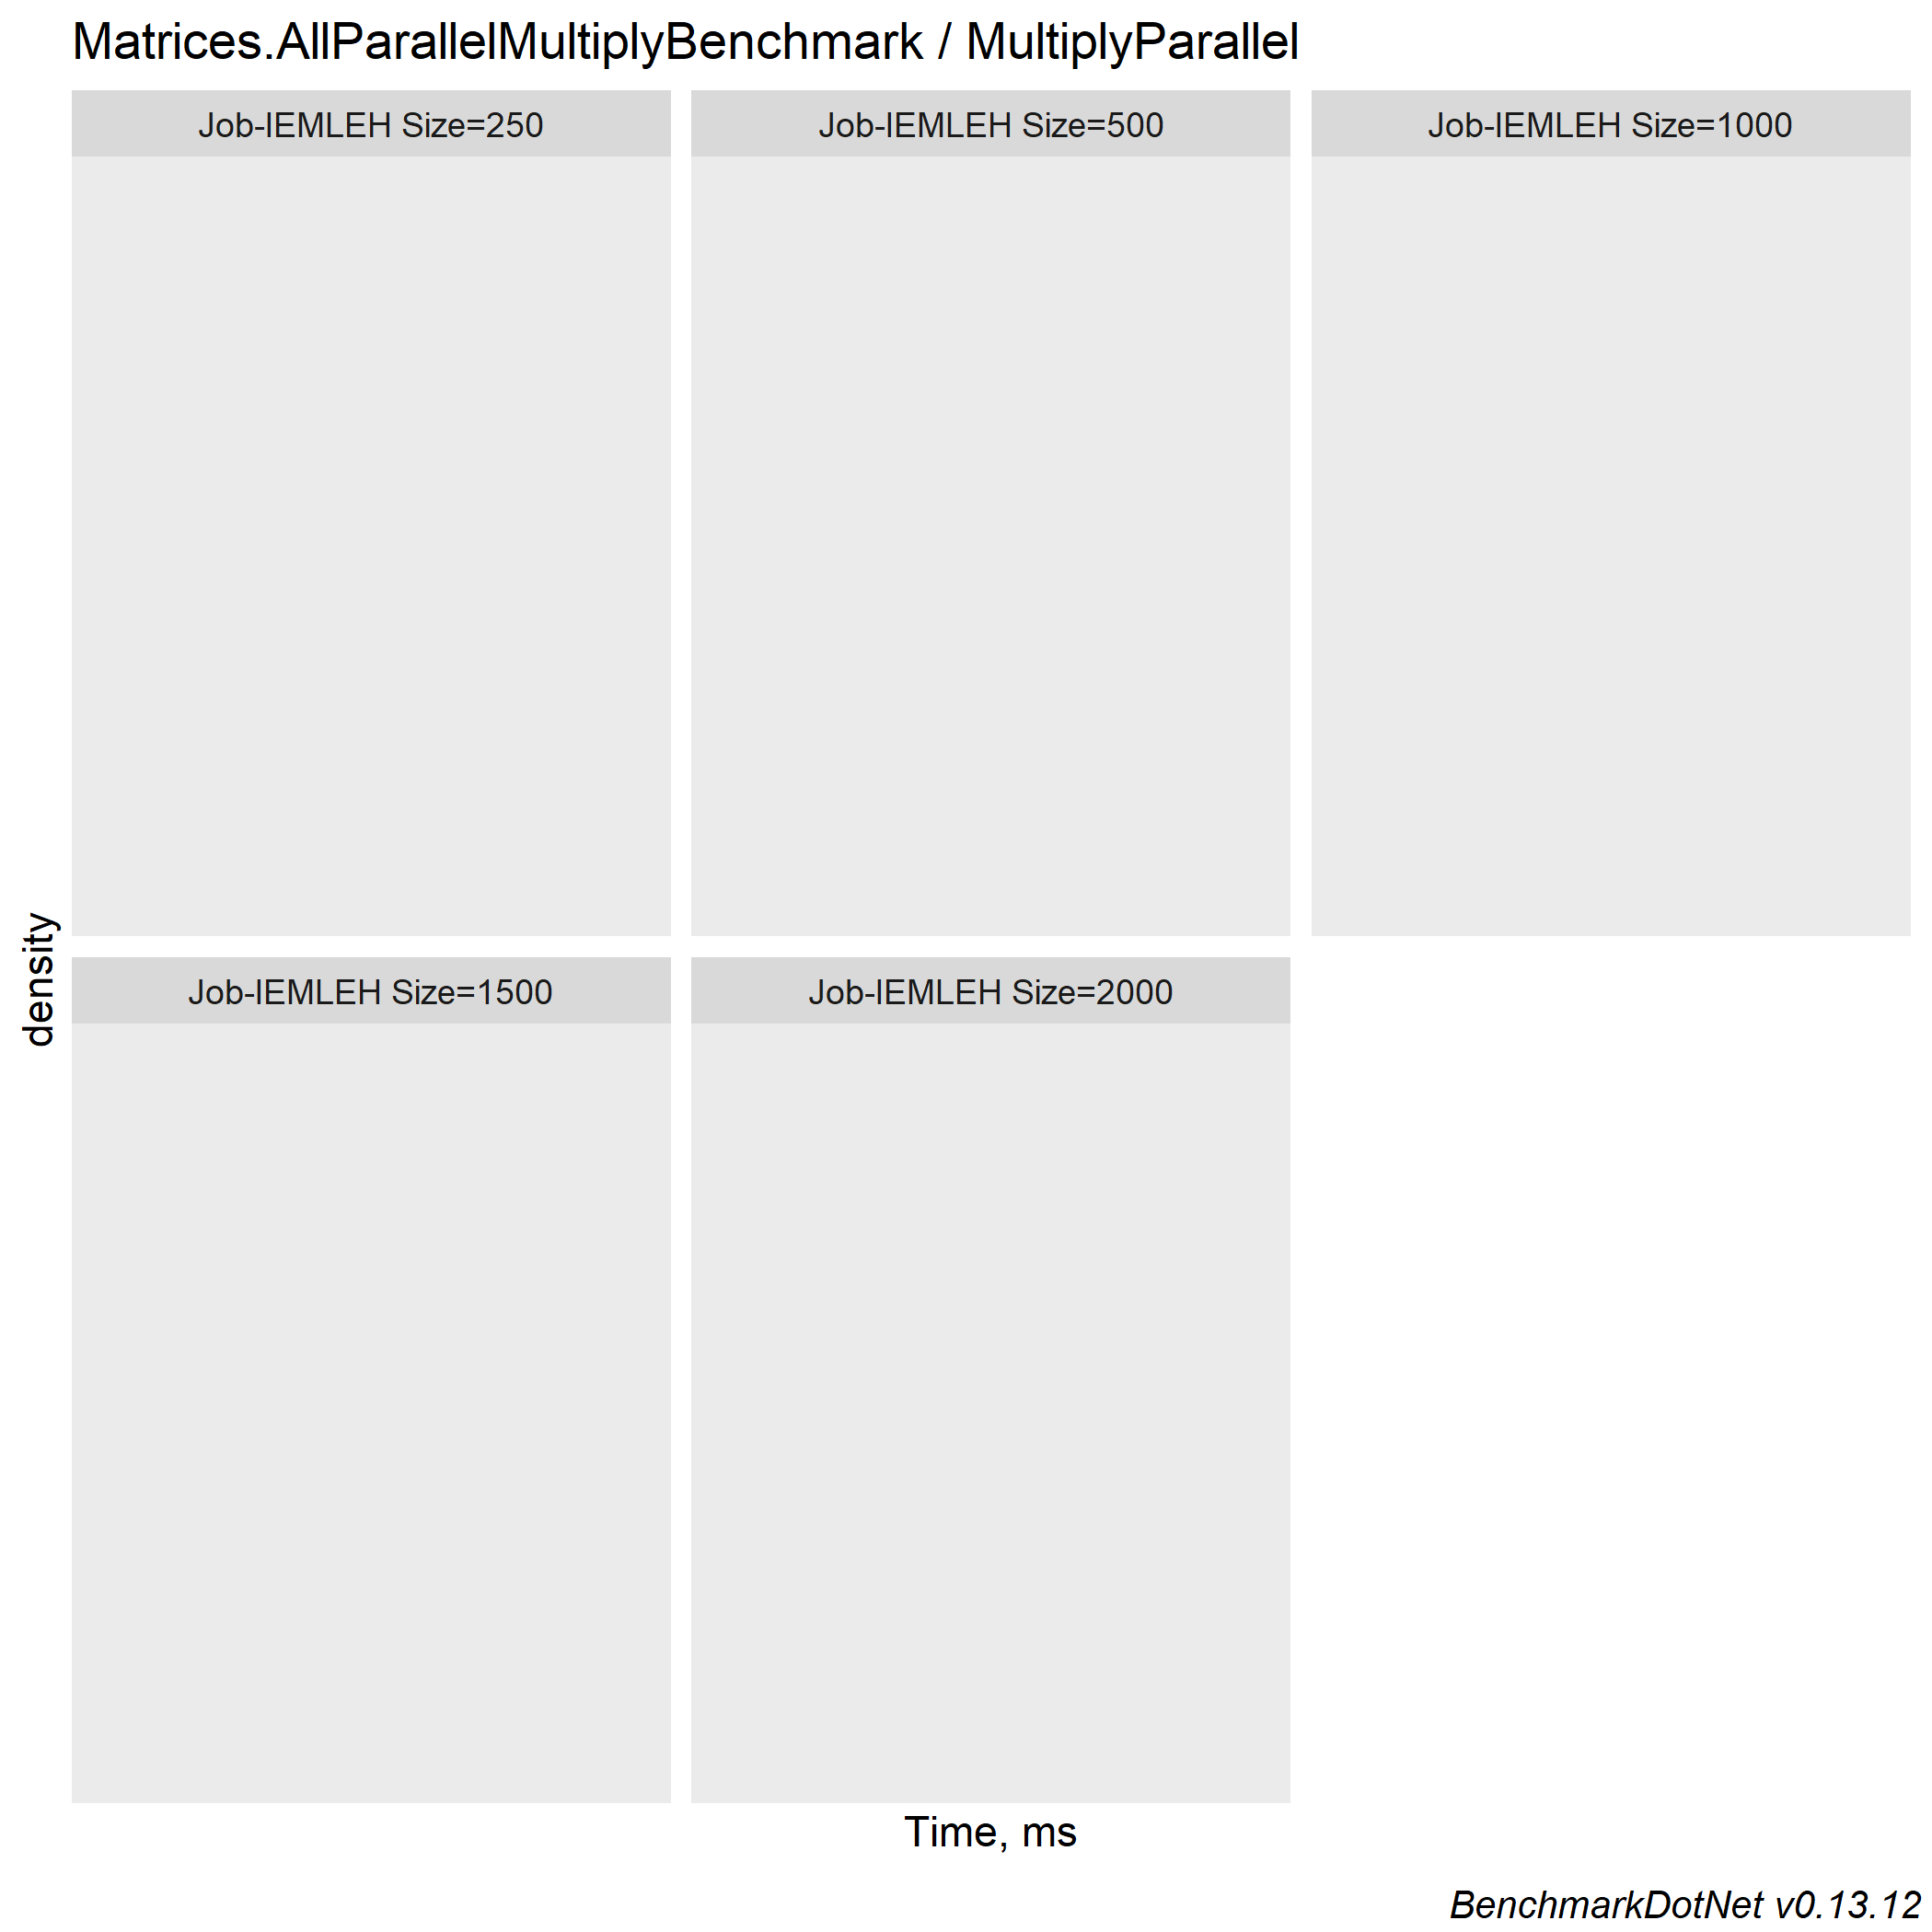 Matrices.AllParallelMultiplyBenchmark / MultiplyParallel
Job-IEMLEH Size=250
Job-IEMLEH Size=500
Job-IEMLEH Size=1000
density
Job-IEMLEH Size=1500
Job-IEMLEH Size=2000
Time, ms
BenchmarkDotNet v0.13.12